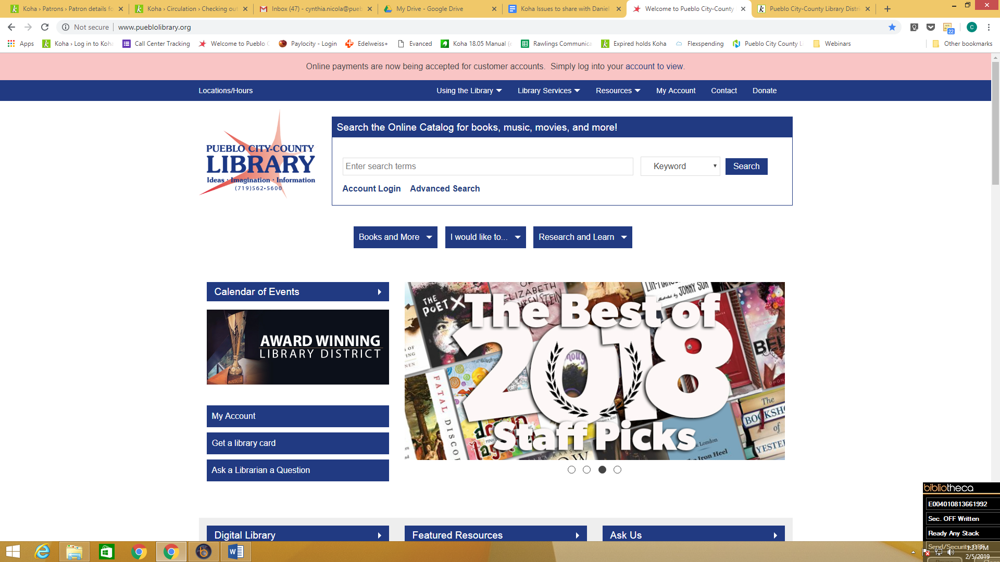 Koha › Patrons › Patron details fo
Koha › Circulation › Checking out
Inbox (47) - cynthia.nicola@pueb
My Drive - Google Drive
Koha Issues to share with Daniel
Welcome to Pueblo City-County
Pueblo City-County Library Distri
Not secure
www.pueblolibrary.org
22
C
Apps
Koha › Log in to Koha
Call Center Tracking
Welcome to Pueblo C
Paylocity - Login
Edelweiss+
Evanced
Koha 18.05 Manual (e
Rawlings Communica
Expired holds Koha
Flexspending
Pueblo City County L
Webinars
Other bookmarks
Online payments are now being accepted for customer accounts. Simply log into your account to view.
Locations/Hours
Using the Library
Library Services
Resources
My Account
Contact
Donate
PUEBLO CITY-COUNTY
LIBRARY
Ideas · Imagination · Information
(719)562•5600
Search the Online Catalog for books, music, movies, and more!
Enter search terms
Keyword
Search
Account Login
Advanced Search
Books and More
I would like to...
Research and Learn
Calendar of Events
AWARD WINNING
LIBRARY DISTRICT
My Account
Get a library card
Ask a Librarian a Question
THE
POET X
ELIZABETH
JONNY SUN
The Best of
2018
Staff Picks
FATAL DISCO
The
BOOKSH
of
YESTE
London
Iron Heel
Digital Library
Featured Resources
Ask Us
bibliotheca
E004010813661992
Sec. OFF Written
Ready Any Stack
Send/Security OFF
1:21 PM
2/5/2019